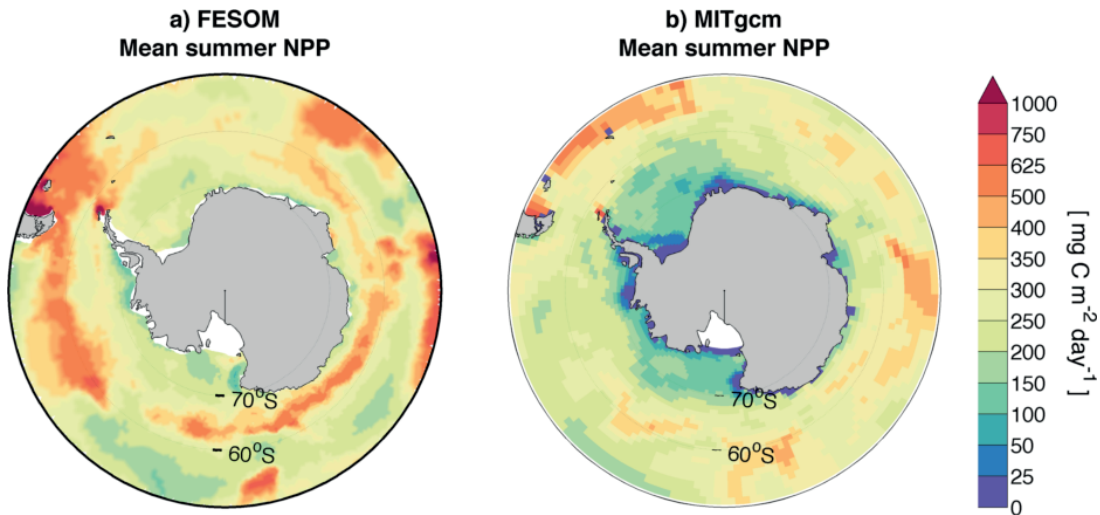 a) FESOM
Mean summer NPP
b) MITgcm
Mean summer NPP
70°S
60°S
70°S
60°S
1000
750
625
500
400
350
300
250
200
150
100
50
25
0
[ mg C m⁻² day⁻¹ ]